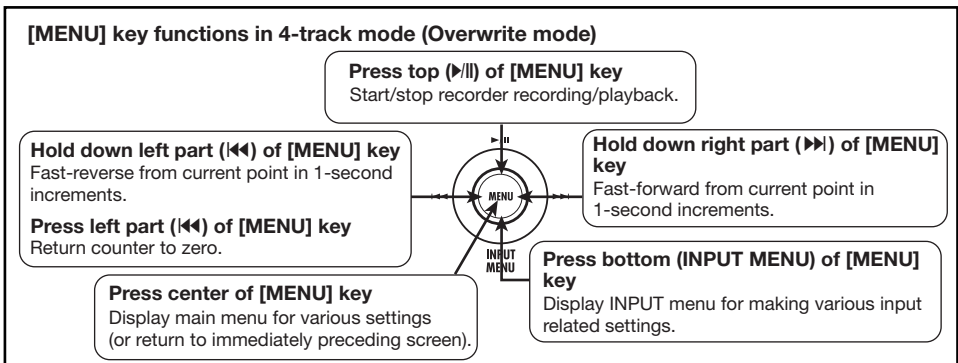 [MENU] key functions in 4-track mode (Overwrite mode)
Press top (▶/II) of [MENU] key
Start/stop recorder recording/playback.
Hold down left part (I◀◀) of [MENU] key
Fast-reverse from current point in 1-second
increments.
Press left part (I◀◀) of [MENU] key
Return counter to zero.
MENU
INPUT
MENU
Hold down right part (▶▶I) of [MENU]
key
Fast-forward from current point in
1-second increments.
Press center of [MENU] key
Display main menu for various settings
(or return to immediately preceding screen).
Press bottom (INPUT MENU) of [MENU]
key
Display INPUT menu for making various input
related settings.